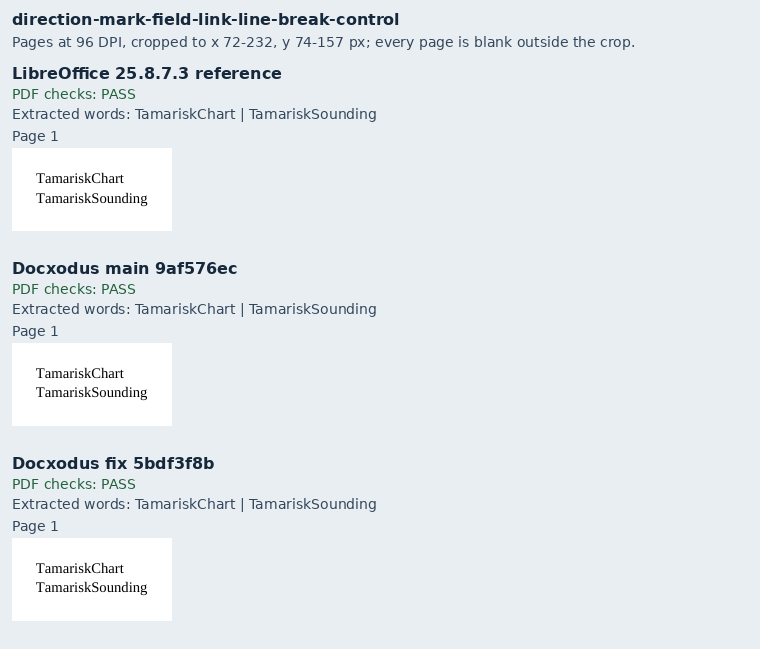 direction-mark-field-link-line-break-control
Pages at 96 DPI, cropped to x 72-232, y 74-157 px; every page is blank outside the crop.
LibreOffice 25.8.7.3 reference
PDF checks: PASS
Extracted words: TamariskChart | TamariskSounding
Page 1
TamariskChart
TamariskSounding
Docxodus main 9af576ec
PDF checks: PASS
Extracted words: TamariskChart | TamariskSounding
Page 1
TamariskChart
TamariskSounding
Docxodus fix 5bdf3f8b
PDF checks: PASS
Extracted words: TamariskChart | TamariskSounding
Page 1
TamariskChart
TamariskSounding